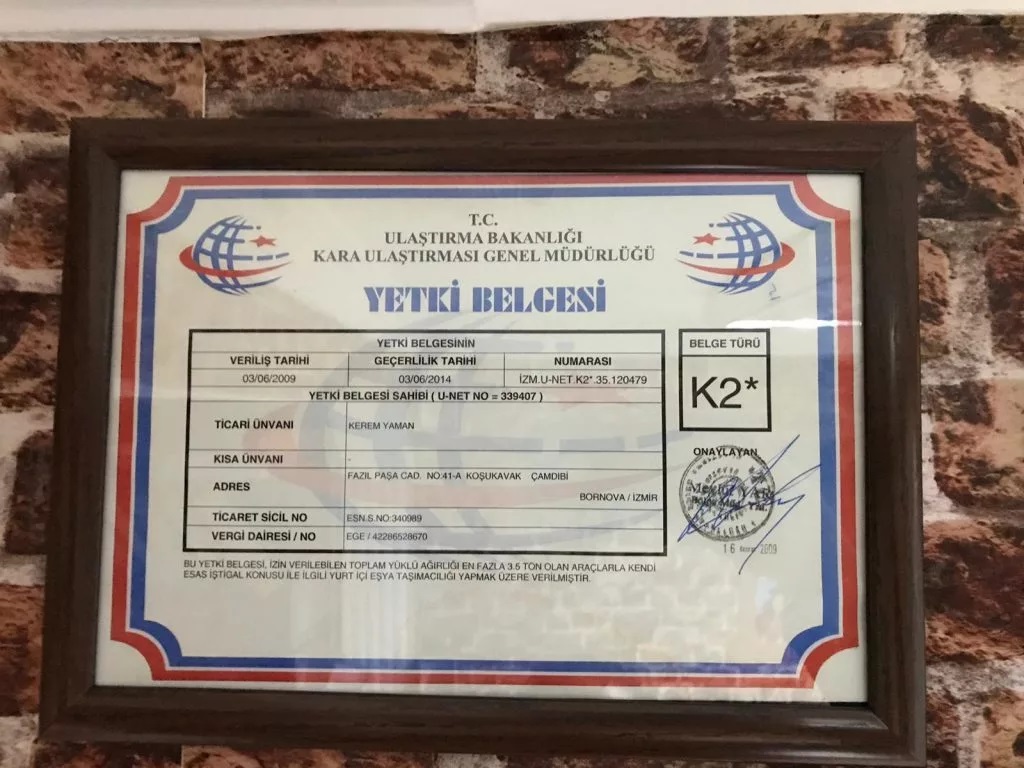 T.C.
ULAŞTIRMA BAKANLIĞI
KARA ULAŞTIRMASI GENEL MÜDÜRLÜĞÜ
YETKİ BELGESİ
YETKİ BELGESİNİN
VERİLİŞ TARİHİ GEÇERLİLİK TARİHİ NUMARASI
03/06/2009 03/06/2014 İZM.U-NET.K2*.35.120479
YETKİ BELGESİ SAHİBİ ( U-NET NO = 339407 )
TİCARİ ÜNVANI KEREM YAMAN
KISA ÜNVANI -
ADRES FAZIL PAŞA CAD. NO:41-A KOŞUKAVAK ÇAMDİBİ
BORNOVA / İZMİR
TİCARET SİCİL NO ESN.S.NO:340989
VERGİ DAİRESİ / NO EGE / 42286528670
BELGE TÜRÜ
K2*
ONAYLAYAN
16 2009
BU YETKİ BELGESİ, İZİN VERİLEBİLEN TOPLAM YÜKLÜ AĞIRLIĞI EN FAZLA 3.5 TON OLAN ARAÇLARLA KENDİ
ESAS İŞTİGAL KONUSU İLE İLGİLİ YURT İÇİ EŞYA TAŞIMACILIĞI YAPMAK ÜZERE VERİLMİŞTİR.